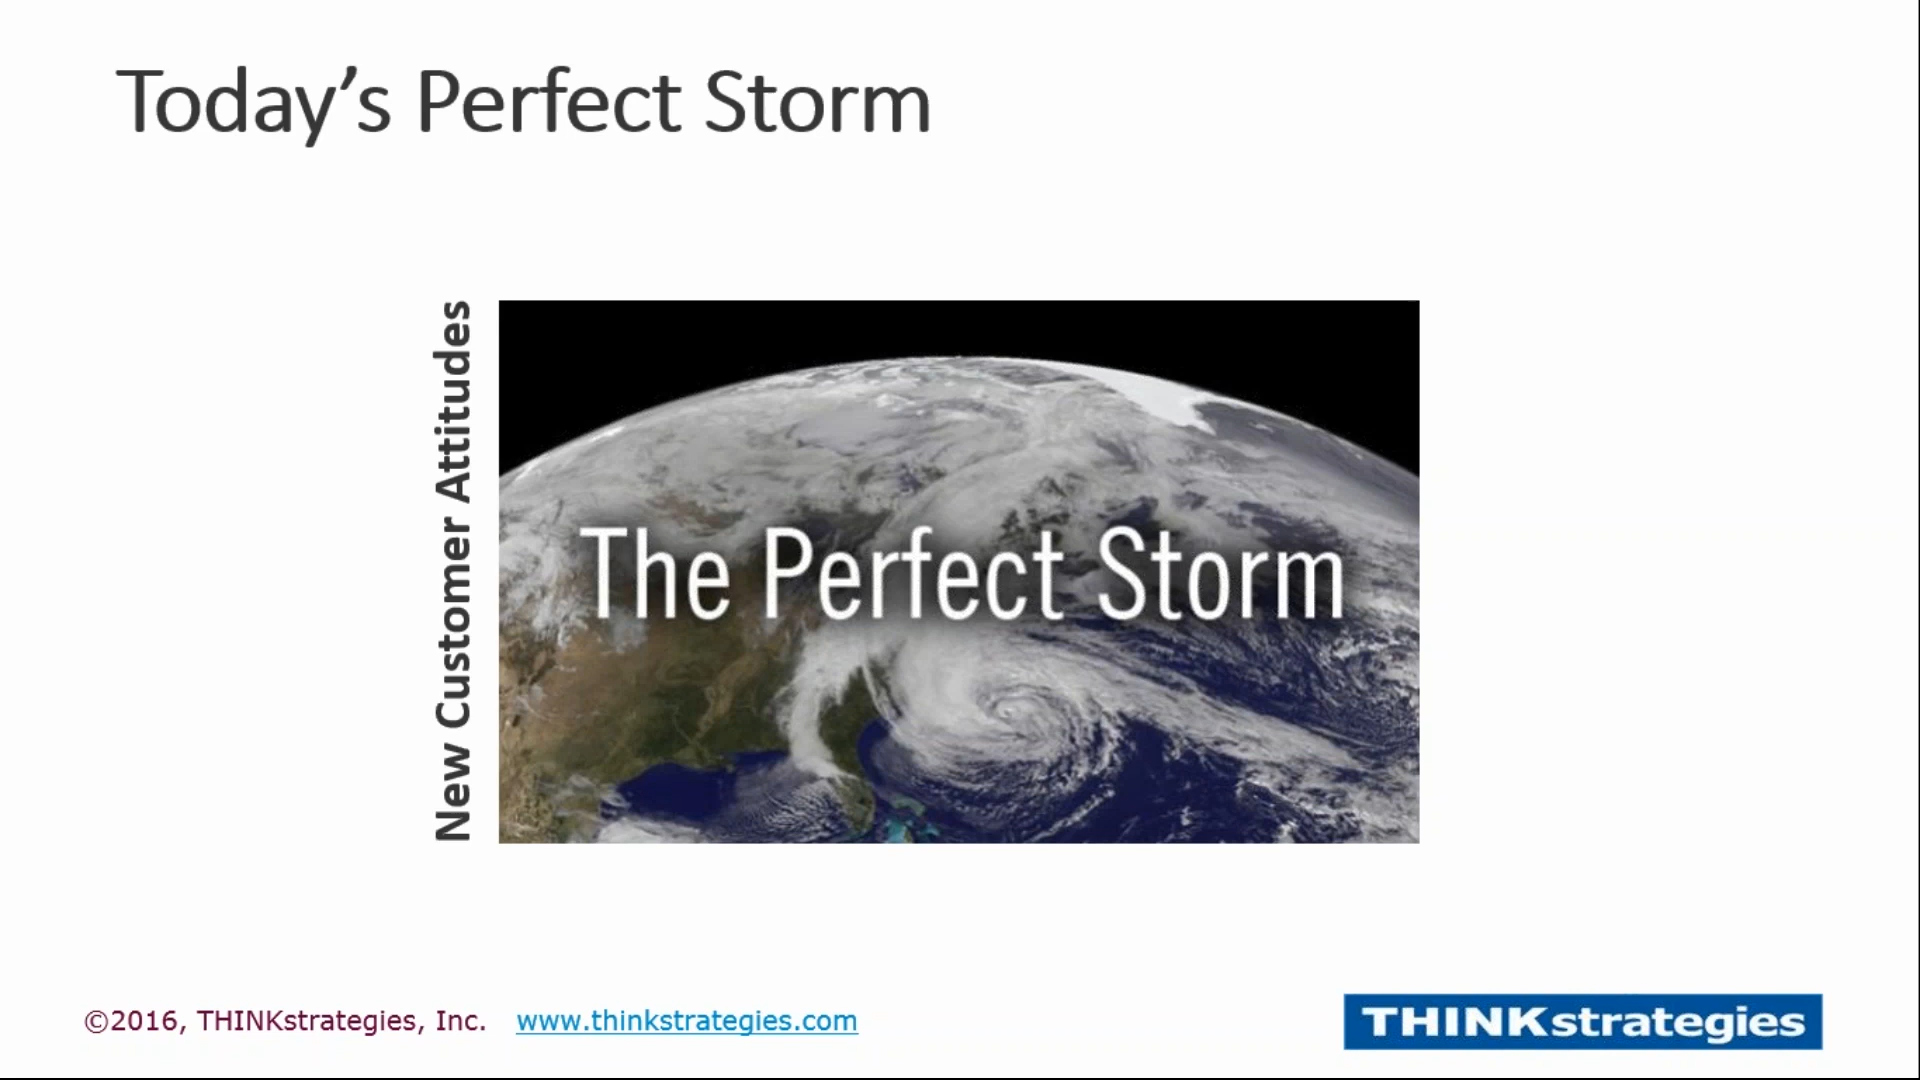 Today’s Perfect Storm
New Customer Attitudes
The Perfect Storm
©2016, THINKstrategies, Inc. www.thinkstrategies.com
THINKstrategies